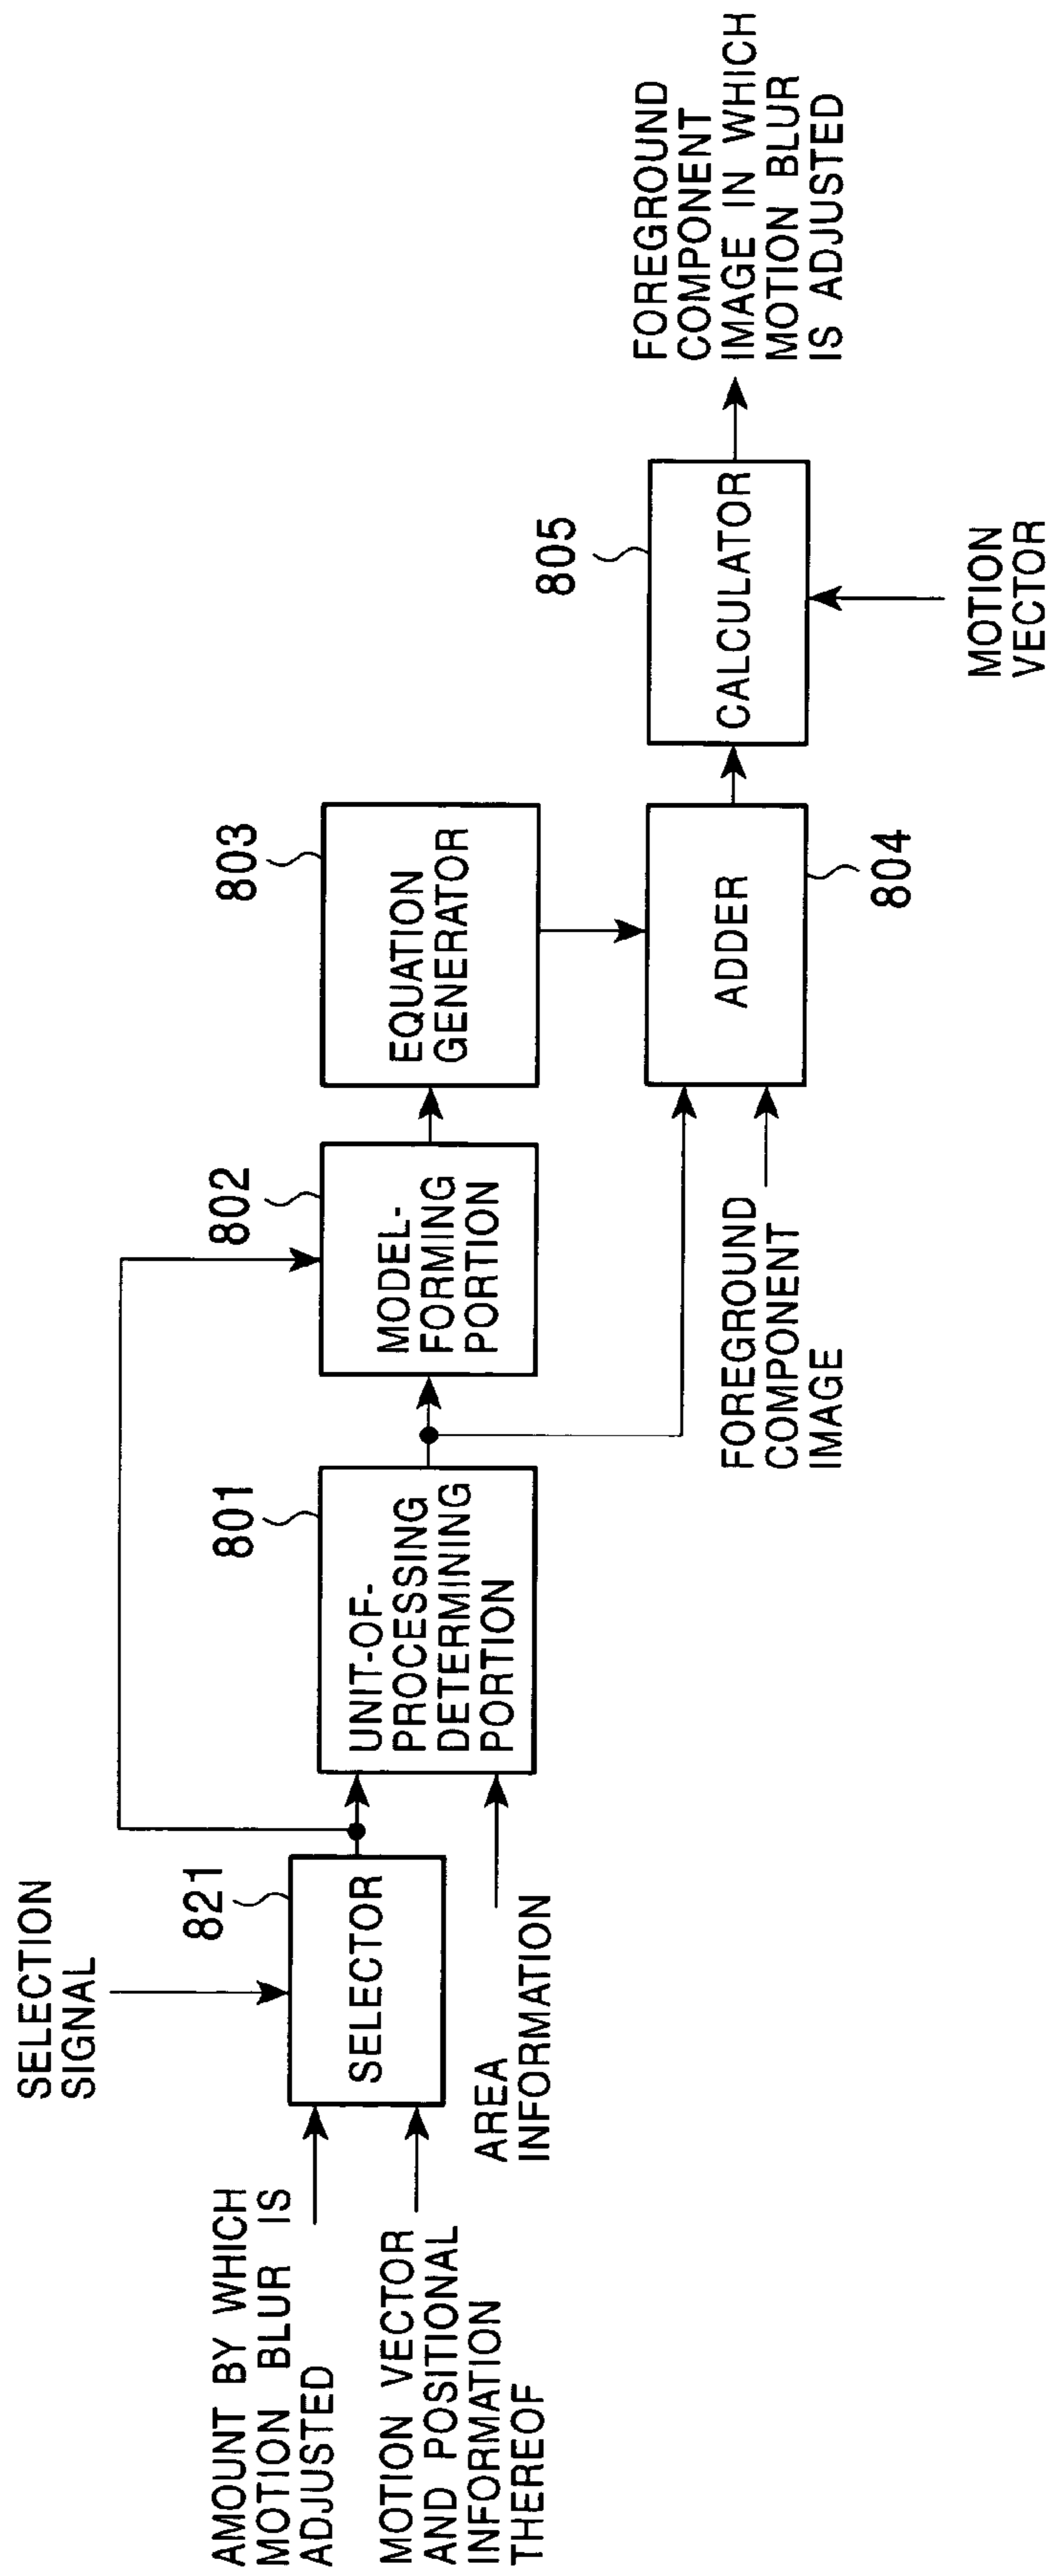 SELECTION
SIGNAL
AMOUNT BY WHICH
MOTION BLUR IS
ADJUSTED
MOTION VECTOR
AND POSITIONAL
INFORMATION
THEREOF
821
SELECTOR
AREA
INFORMATION
801
UNIT-OF-
PROCESSING
DETERMINING
PORTION
802
MODEL-
FORMING
PORTION
803
EQUATION
GENERATOR
FOREGROUND
COMPONENT
IMAGE
ADDER
804
805
CALCULATOR
MOTION
VECTOR
FOREGROUND
COMPONENT
IMAGE IN WHICH
MOTION BLUR
IS ADJUSTED